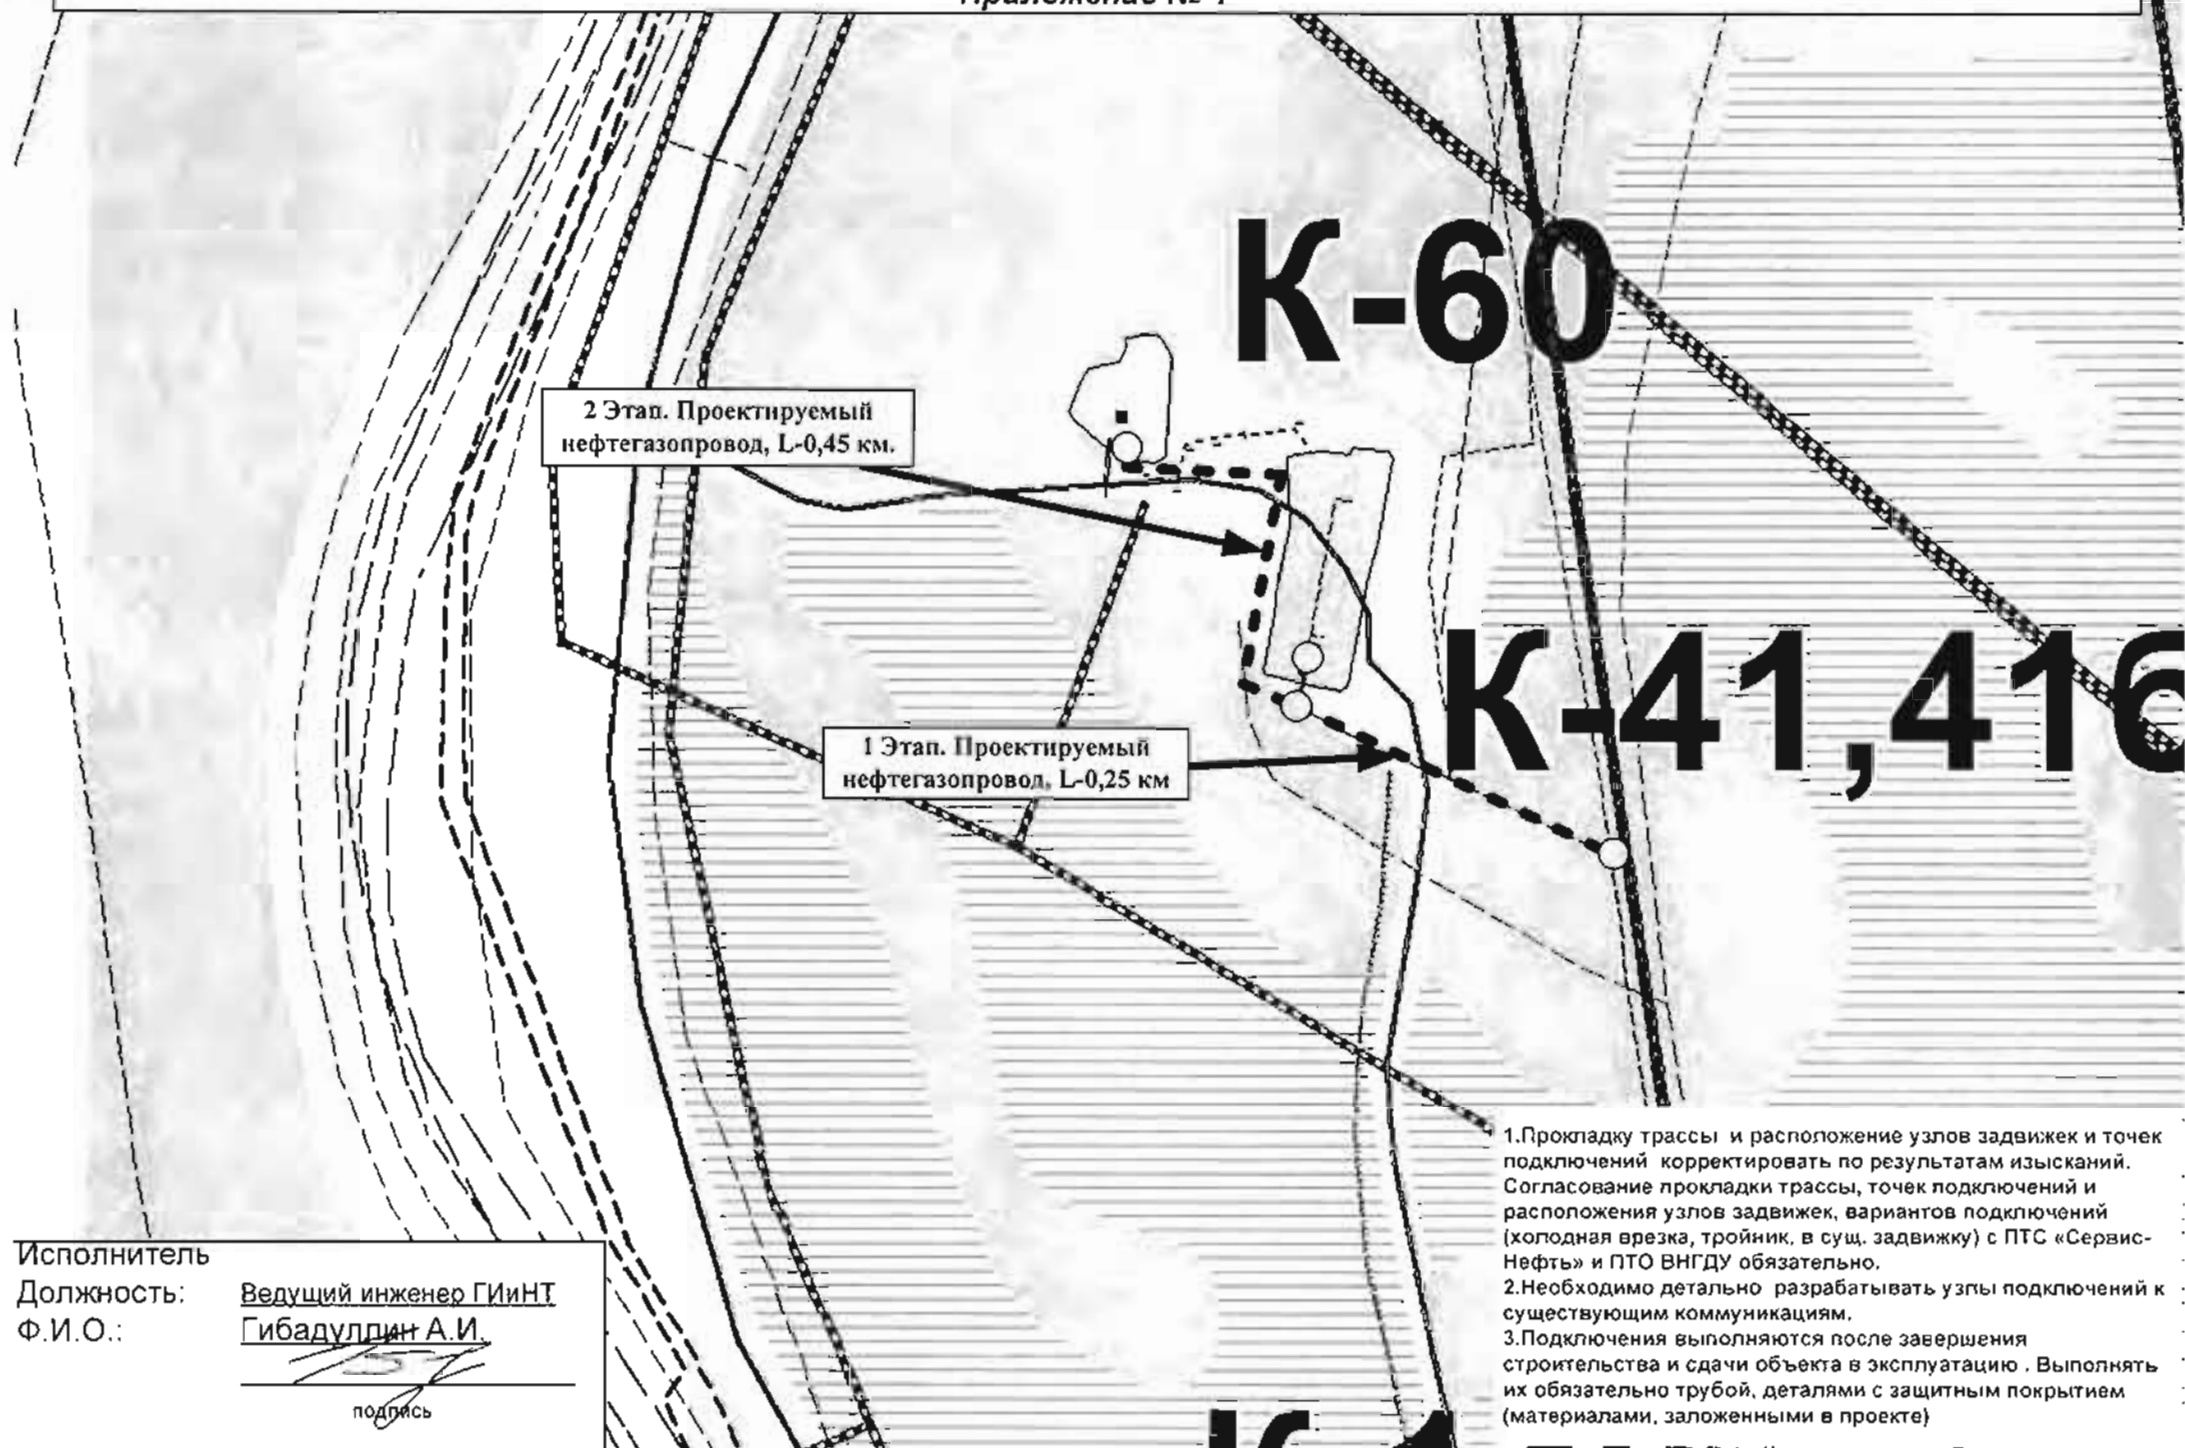 Приложение №
К-60
2 Этап. Проектируемый
нефтегазопровод, L-0,45 км.
К-41,41б
1 Этап. Проектируемый
нефтегазопровод, L-0,25 км
1.Прокладку трассы и расположение узлов задвижек и точек
подключений корректировать по результатам изысканий.
Согласование прокладки трассы, точек подключений и
расположения узлов задвижек, вариантов подключений
(холодная врезка, тройник, в сущ. задвижку) с ПТС «Сервис-
Нефть» и ПТО ВНГДУ обязательно.
2.Необходимо детально разрабатывать узлы подключений к
существующим коммуникациям.
3.Подключения выполняются после завершения
строительства и сдачи объекта в эксплуатацию . Выполнять
их обязательно трубой, деталями с защитным покрытием
(материалами, заложенными в проекте)
Исполнитель
Должность: Ведущий инженер ГИиНТ
Ф.И.О.: Гибадуллин А.И.
подпись